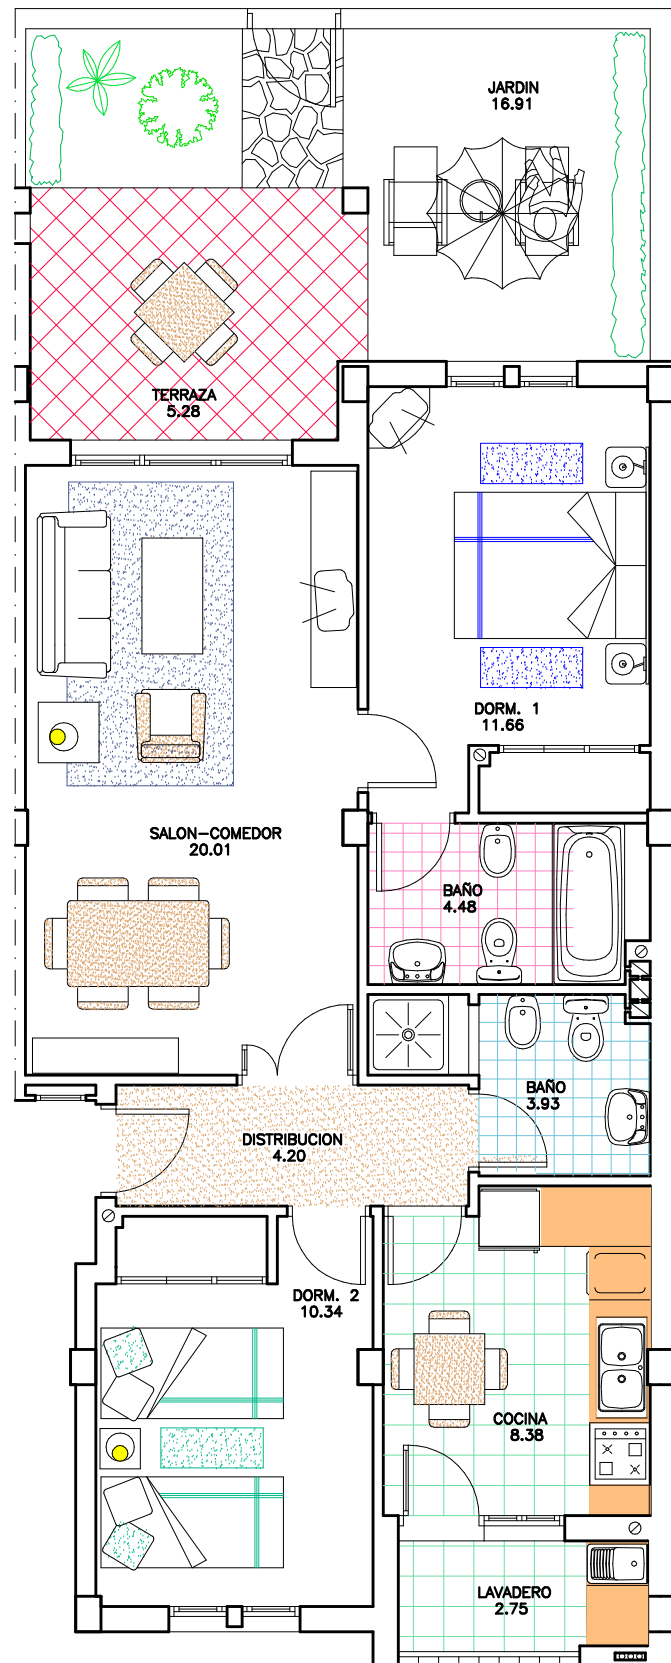 JARDIN
16.91
TERRAZA
5.28
DORM. 1
11.66
SALON-COMEDOR
20.01
BAÑO
4.48
BAÑO
3.93
DISTRIBUCION
4.20
DORM. 2
10.34
COCINA
8.38
LAVADERO
2.75